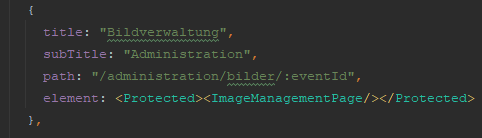 {
title: "Bildverwaltung",
subTitle: "Administration",
path: "/administration/bilder/:eventId",
element: <Protected><ImageManagementPage/></Protected>
},